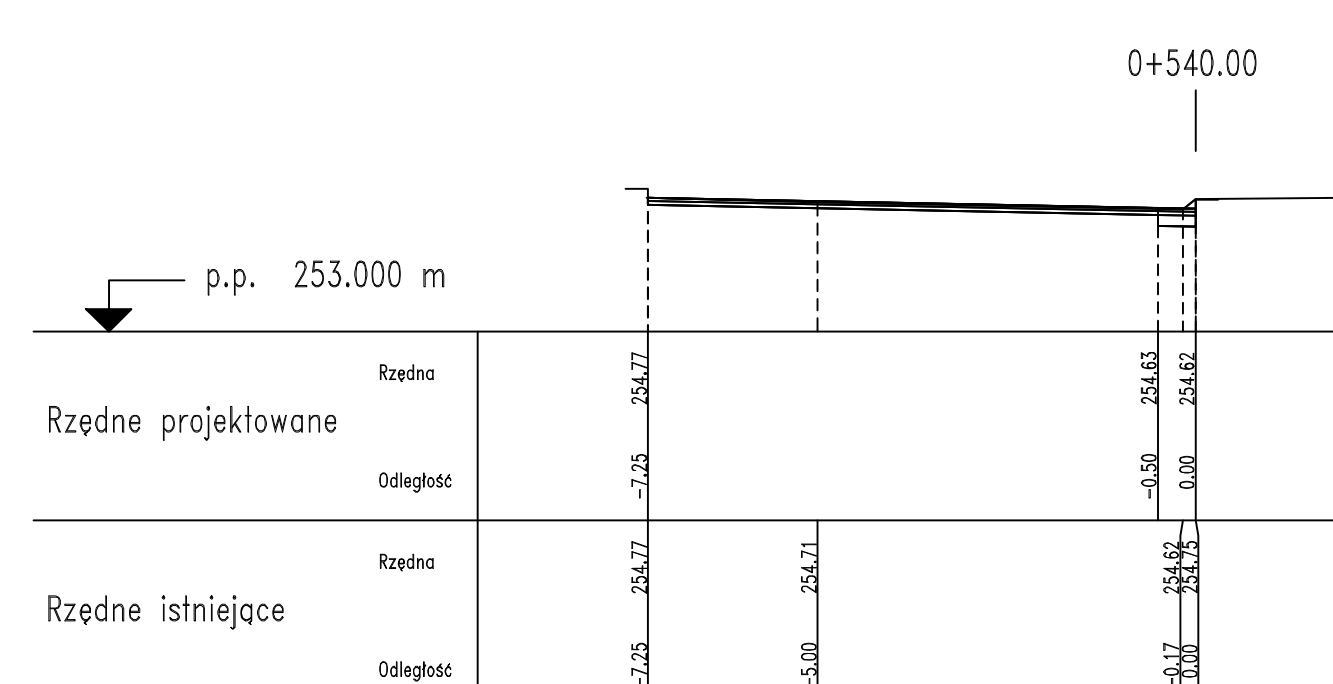 0+540.00
p.p. 253.000 m
Rzędna
254.77
254.63
254.62
Rzędne projektowane
Odległość
-7.25
-0.50
0.00
Rzędna
254.77
254.71
254.62
254.75
Rzędne istniejące
Odległość
-7.25
-5.00
-0.17
0.00